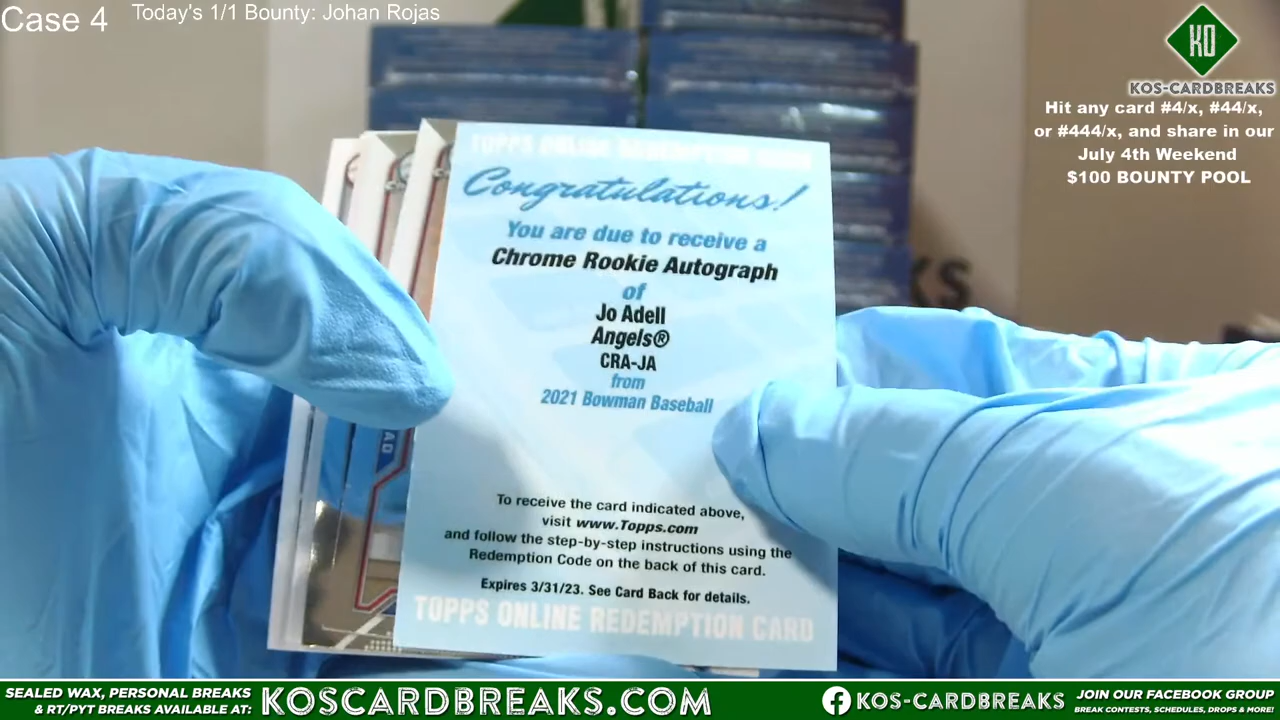 Case 4
Today's 1/1 Bounty: Johan Rojas
KO
KOS-CARDBREAKS
Hit any card #4/x, #44/x,
or #444/x, and share in our
July 4th Weekend
$100 BOUNTY POOL
TOPPS ONLINE REDEMPTION CARD
Congratulations!
You are due to receive a
Chrome Rookie Autograph
of
Jo Adell
Angels®
CRA-JA
from
2021 Bowman Baseball
To receive the card indicated above,
visit www.Topps.com
and follow the step-by-step instructions using the
Redemption Code on the back of this card.
Expires 3/31/23. See Card Back for details.
TOPPS ONLINE REDEMPTION CARD
SEALED WAX, PERSONAL BREAKS
& RT/PYT BREAKS AVAILABLE AT:
KOSCARDBREAKS.COM
KOS-CARDBREAKS
JOIN OUR FACEBOOK GROUP
BREAK CONTESTS, SCHEDULES, DROPS & MORE!